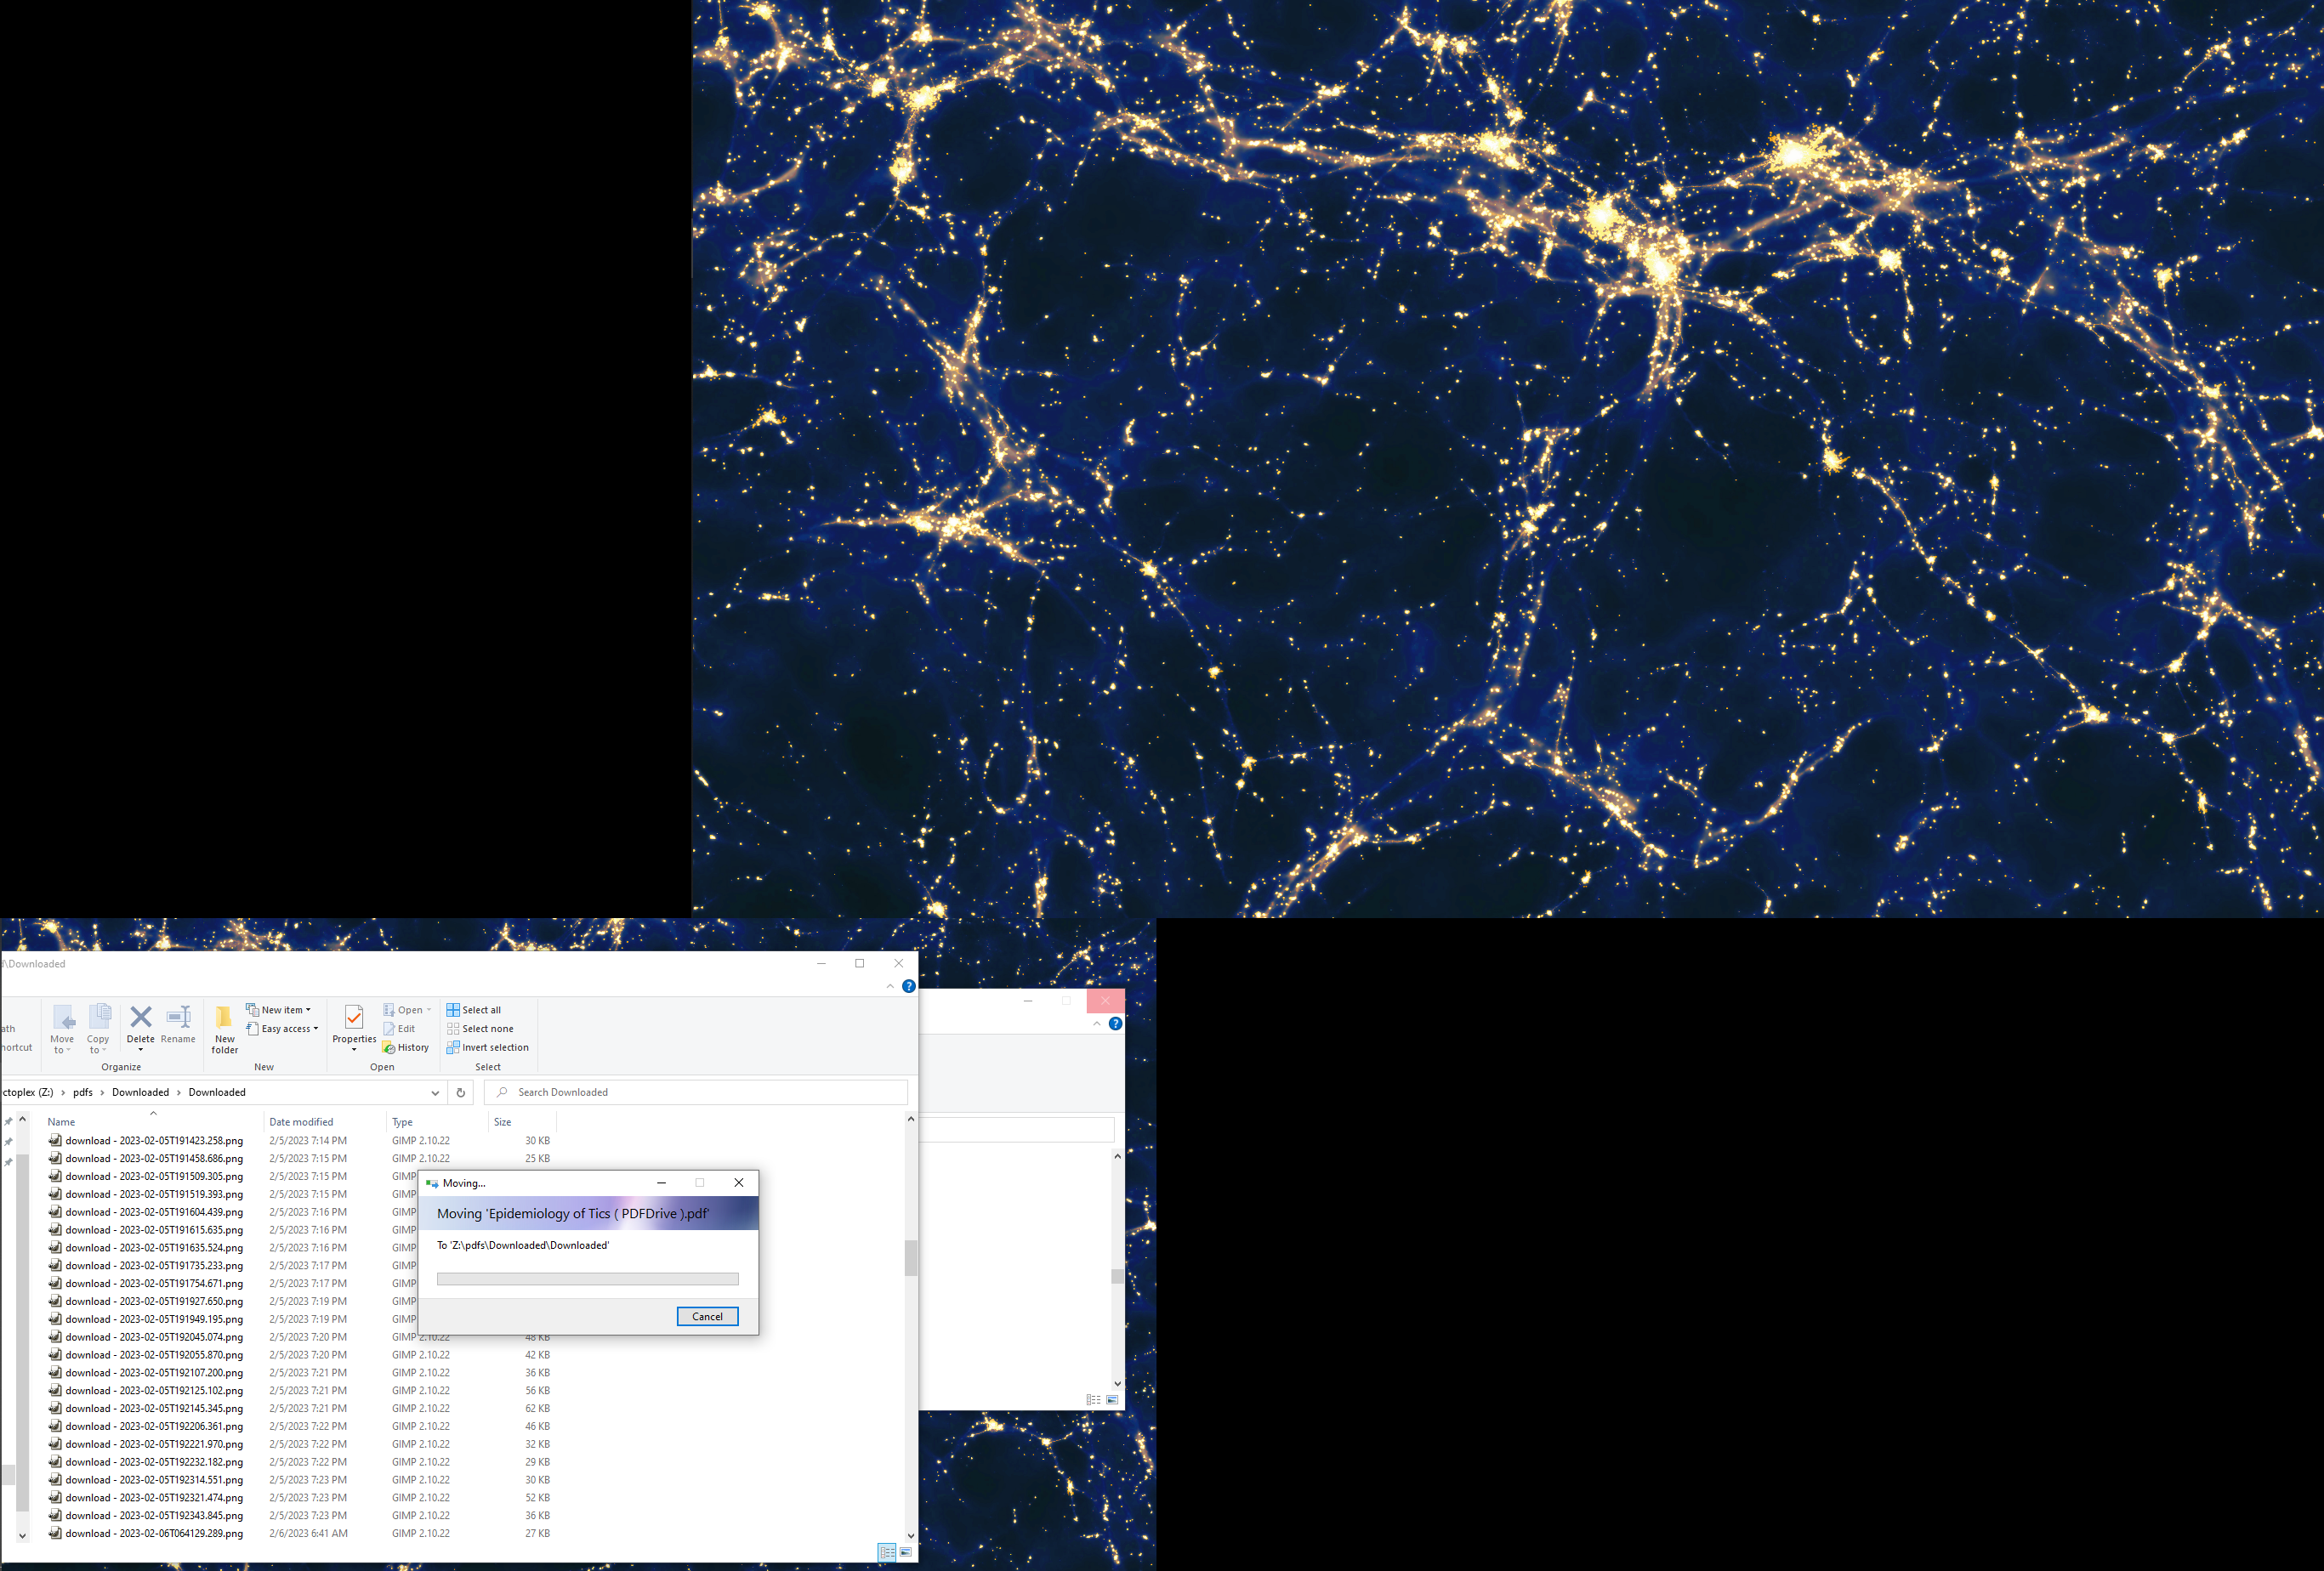 d\Downloaded
Move to
Copy to
Delete
Rename
New folder
New item
Easy access
Properties
Open
Edit
History
Select all
Select none
Invert selection
ath
hortcut
Organize
New
Open
Select
ctoplex (Z:) > pdfs > Downloaded > Downloaded
Search Downloaded
Name Date modified Type Size
download - 2023-02-05T191423.258.png 2/5/2023 7:14 PM GIMP 2.10.22 30 KB
download - 2023-02-05T191458.686.png 2/5/2023 7:15 PM GIMP 2.10.22 25 KB
download - 2023-02-05T191509.305.png 2/5/2023 7:15 PM GIMP
download - 2023-02-05T191519.393.png 2/5/2023 7:15 PM GIMP
download - 2023-02-05T191604.439.png 2/5/2023 7:16 PM GIMP
download - 2023-02-05T191615.635.png 2/5/2023 7:16 PM GIMP
download - 2023-02-05T191635.524.png 2/5/2023 7:16 PM GIMP
download - 2023-02-05T191735.233.png 2/5/2023 7:17 PM GIMP
download - 2023-02-05T191754.671.png 2/5/2023 7:17 PM GIMP
download - 2023-02-05T191927.650.png 2/5/2023 7:19 PM GIMP
download - 2023-02-05T191949.195.png 2/5/2023 7:19 PM GIMP
download - 2023-02-05T192045.074.png 2/5/2023 7:20 PM GIMP 2.10.22 48 KB
download - 2023-02-05T192055.870.png 2/5/2023 7:20 PM GIMP 2.10.22 42 KB
download - 2023-02-05T192107.200.png 2/5/2023 7:21 PM GIMP 2.10.22 36 KB
download - 2023-02-05T192125.102.png 2/5/2023 7:21 PM GIMP 2.10.22 56 KB
download - 2023-02-05T192145.345.png 2/5/2023 7:21 PM GIMP 2.10.22 62 KB
download - 2023-02-05T192206.361.png 2/5/2023 7:22 PM GIMP 2.10.22 46 KB
download - 2023-02-05T192221.970.png 2/5/2023 7:22 PM GIMP 2.10.22 32 KB
download - 2023-02-05T192232.182.png 2/5/2023 7:22 PM GIMP 2.10.22 29 KB
download - 2023-02-05T192314.551.png 2/5/2023 7:23 PM GIMP 2.10.22 30 KB
download - 2023-02-05T192321.474.png 2/5/2023 7:23 PM GIMP 2.10.22 52 KB
download - 2023-02-05T192343.845.png 2/5/2023 7:23 PM GIMP 2.10.22 36 KB
download - 2023-02-06T064129.289.png 2/6/2023 6:41 AM GIMP 2.10.22 27 KB
Moving...
Moving 'Epidemiology of Tics ( PDFDrive ).pdf'
To 'Z:\pdfs\Downloaded\Downloaded'
Cancel